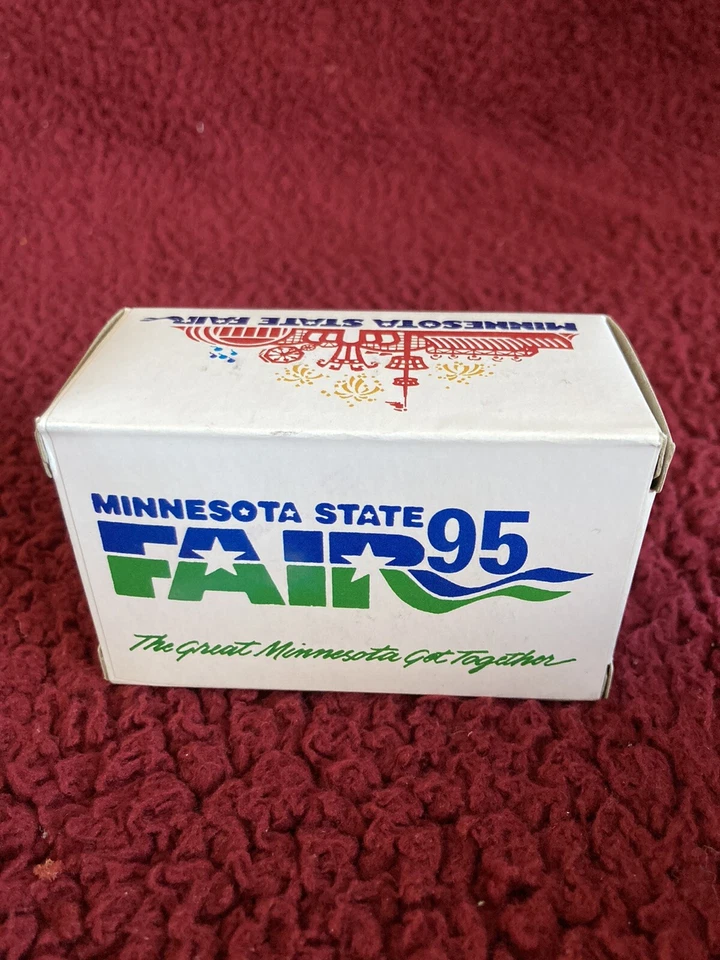 MINNESOTA STATE FAIR
MINNESOTA STATE
FAIR 95
The Great Minnesota Get Together